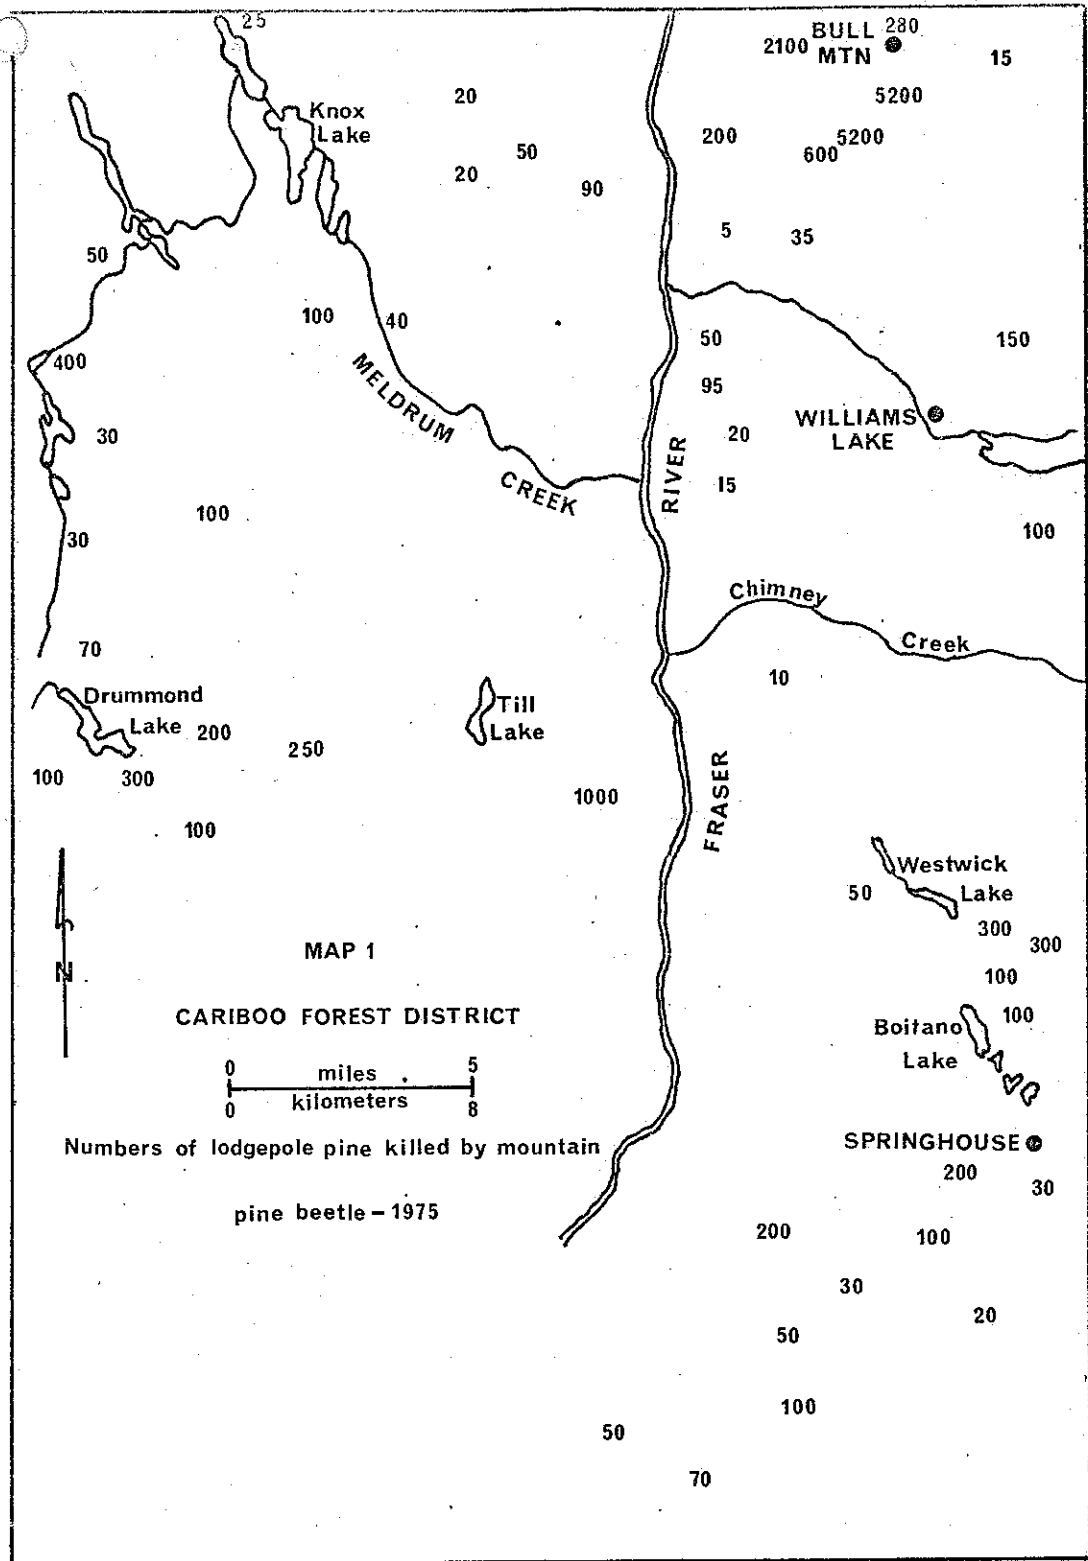 25
BULL 280
2100 MTN
15
20
5200
Knox
Lake
200
5200
600
50
20
90
5
35
50
100
40
50
150
400
MELDRUM
CREEK
95
WILLIAMS
LAKE
30
20
RIVER
15
100
100
30
Chimney
Creek
70
10
Drummond
Lake
200
Till
Lake
250
100
300
1000
FRASER
100
Westwick
Lake
50
300
300
N
MAP 1
100
CARIBOO FOREST DISTRICT
100
Boitano
Lake
0 miles 5
0 kilometers 8
Numbers of lodgepole pine killed by mountain
pine beetle – 1975
SPRINGHOUSE
200
30
200
100
30
20
50
100
50
70